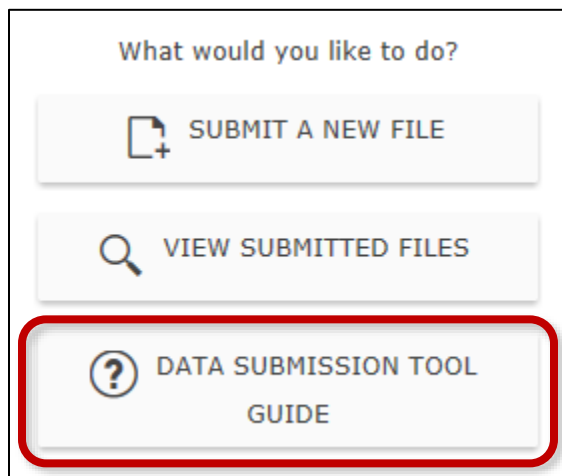 What would you like to do?
SUBMIT A NEW FILE
VIEW SUBMITTED FILES
DATA SUBMISSION TOOL
GUIDE